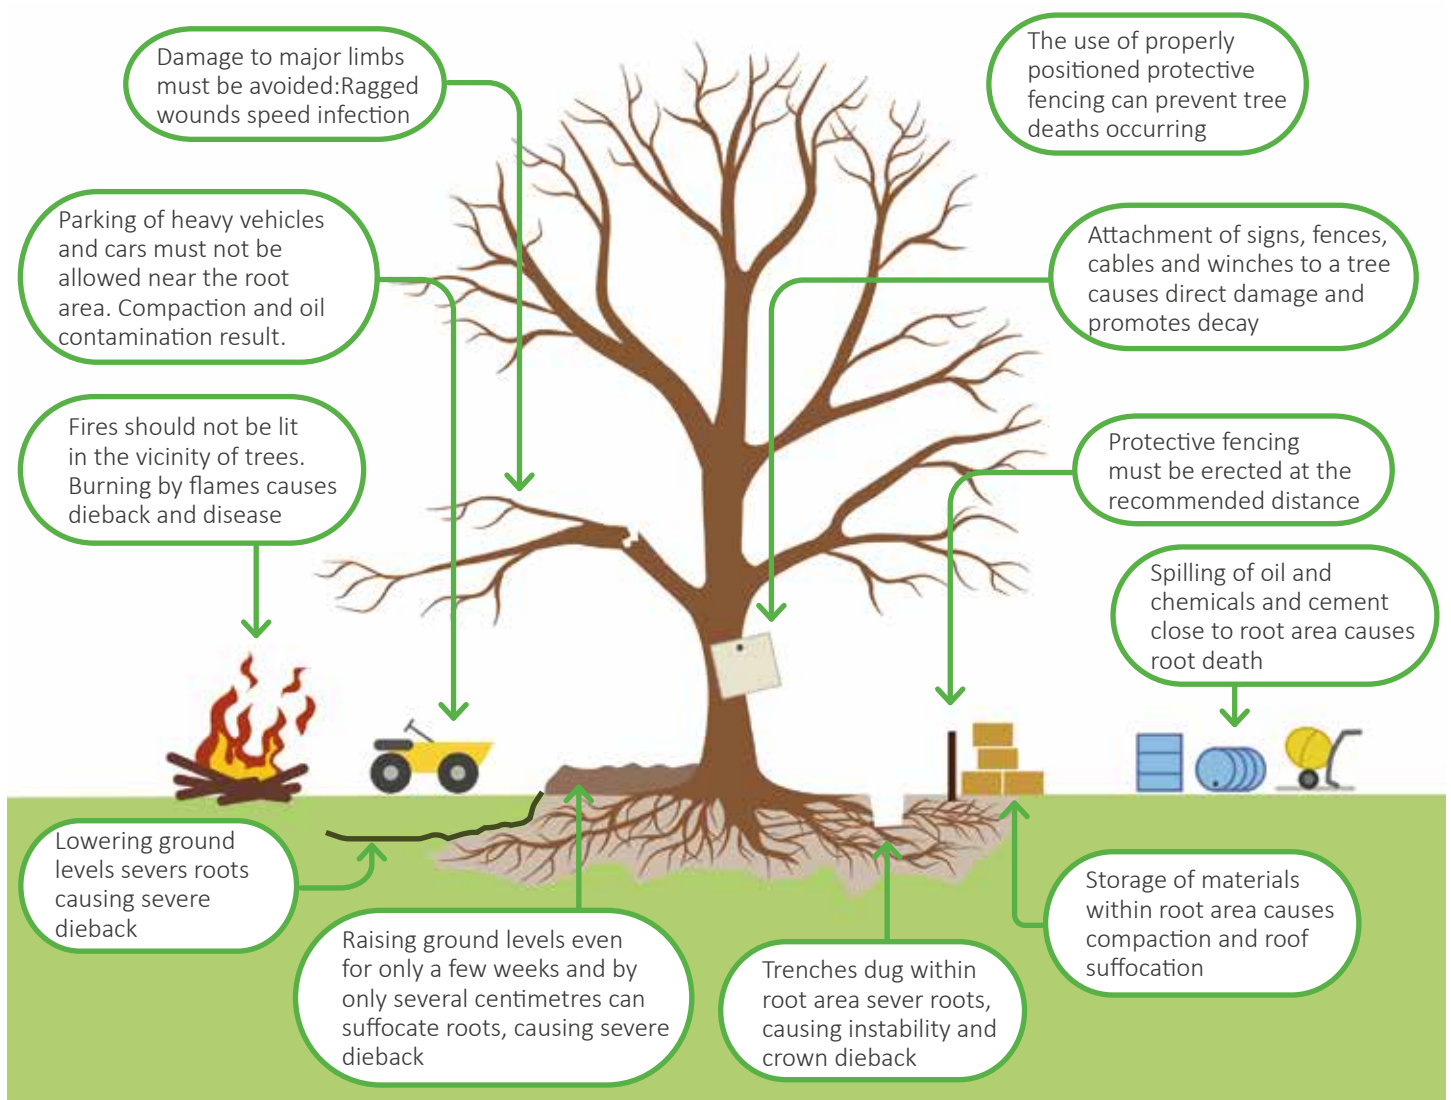 Damage to major limbs
must be avoided:Ragged
wounds speed infection
The use of properly
positioned protective
fencing can prevent tree
deaths occurring
Parking of heavy vehicles
and cars must not be
allowed near the root
area. Compaction and oil
contamination result.
Attachment of signs, fences,
cables and winches to a tree
causes direct damage and
promotes decay
Fires should not be lit
in the vicinity of trees.
Burning by flames causes
dieback and disease
Protective fencing
must be erected at the
recommended distance
Spilling of oil and
chemicals and cement
close to root area causes
root death
Lowering ground
levels severs roots
causing severe
dieback
Raising ground levels even
for only a few weeks and by
only several centimetres can
suffocate roots, causing severe
dieback
Trenches dug within
root area sever roots,
causing instability and
crown dieback
Storage of materials
within root area causes
compaction and roof
suffocation